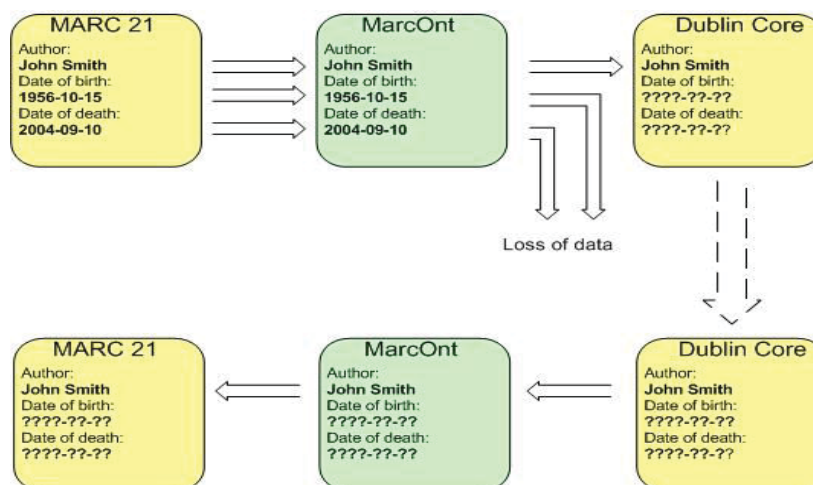 MARC 21
Author:
John Smith
Date of birth:
1956-10-15
Date of death:
2004-09-10
MarcOnt
Author:
John Smith
Date of birth:
1956-10-15
Date of death:
2004-09-10
Dublin Core
Author:
John Smith
Date of birth:
????-??-??
Date of death:
????-??-??
Loss of data
MARC 21
Author:
John Smith
Date of birth:
????-??-??
Date of death:
????-??-??
MarcOnt
Author:
John Smith
Date of birth:
????-??-??
Date of death:
????-??-??
Dublin Core
Author:
John Smith
Date of birth:
????-??-??
Date of death:
????-??-??